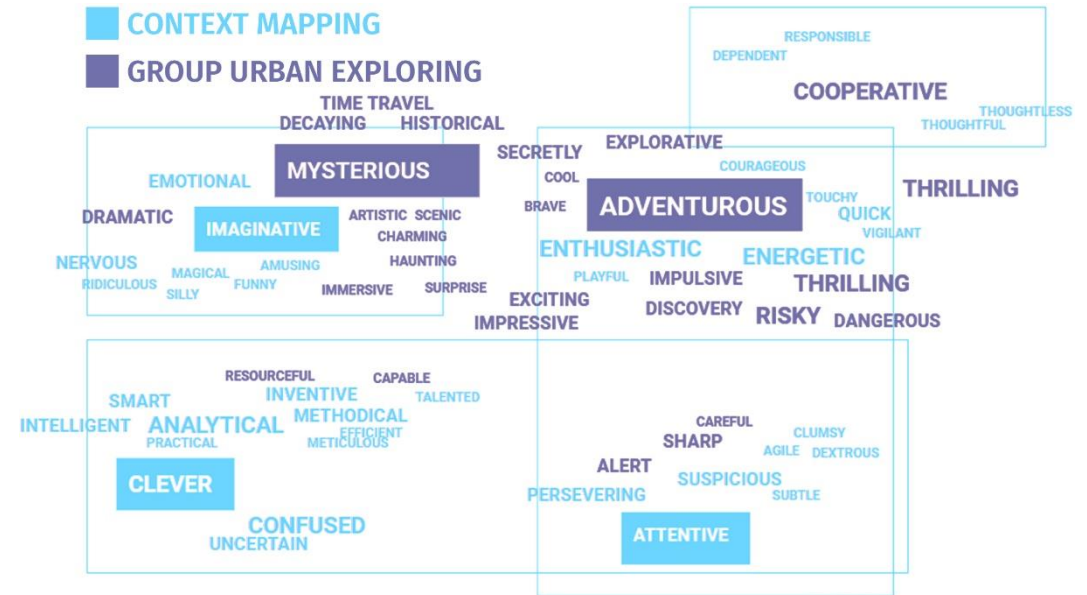 CONTEXT MAPPING
GROUP URBAN EXPLORING
RESPONSIBLE
DEPENDENT
COOPERATIVE
THOUGHTLESS
THOUGHTFUL
TIME TRAVEL
DECAYING HISTORICAL
MYSTERIOUS
EMOTIONAL
DRAMATIC
IMAGINATIVE
ARTISTIC SCENIC
CHARMING
NERVOUS
HAUNTING
MAGICAL
AMUSING
RIDICULOUS
FUNNY
SILLY
IMMERSIVE
SURPRISE
SECRETLY
EXPLORATIVE
COOL
COURAGEOUS
BRAVE
ADVENTUROUS
TOUCHY
THRILLING
QUICK
VIGILANT
ENTHUSIASTIC
ENERGETIC
PLAYFUL
IMPULSIVE
THRILLING
EXCITING
DISCOVERY
RISKY
DANGEROUS
IMPRESSIVE
RESOURCEFUL
CAPABLE
SMART
INVENTIVE
TALENTED
INTELLIGENT
ANALYTICAL
METHODICAL
EFFICIENT
PRACTICAL
METICULOUS
CLEVER
CONFUSED
UNCERTAIN
CAREFUL
SHARP
CLUMSY
AGILE
DEXTROUS
ALERT
SUSPICIOUS
PERSEVERING
SUBTLE
ATTENTIVE